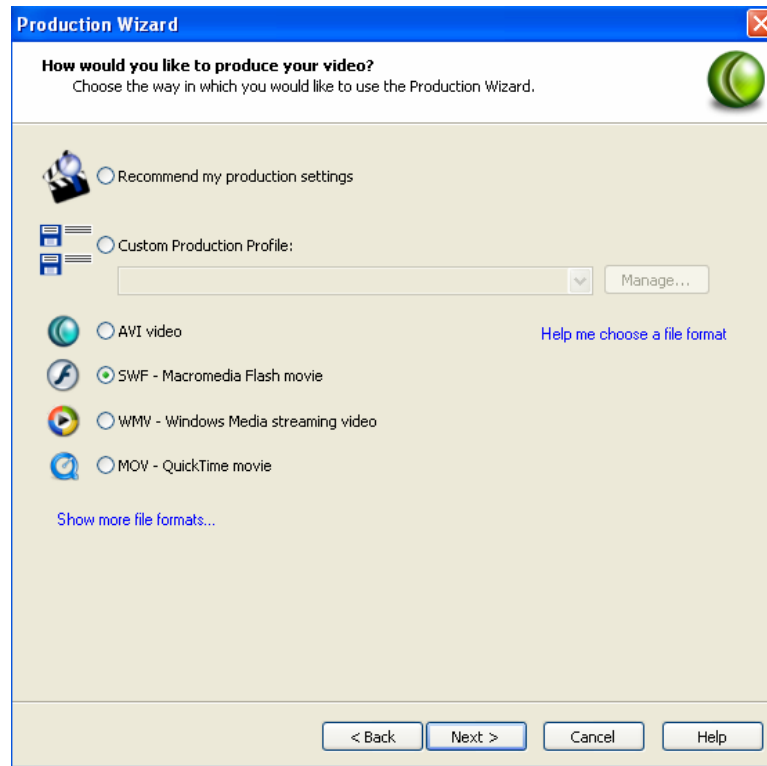 Production Wizard
How would you like to produce your video?
Choose the way in which you would like to use the Production Wizard.
Recommend my production settings
Custom Production Profile:
Manage...
AVI video
Help me choose a file format
SWF - Macromedia Flash movie
WMV - Windows Media streaming video
MOV - QuickTime movie
Show more file formats...
< Back Next > Cancel Help